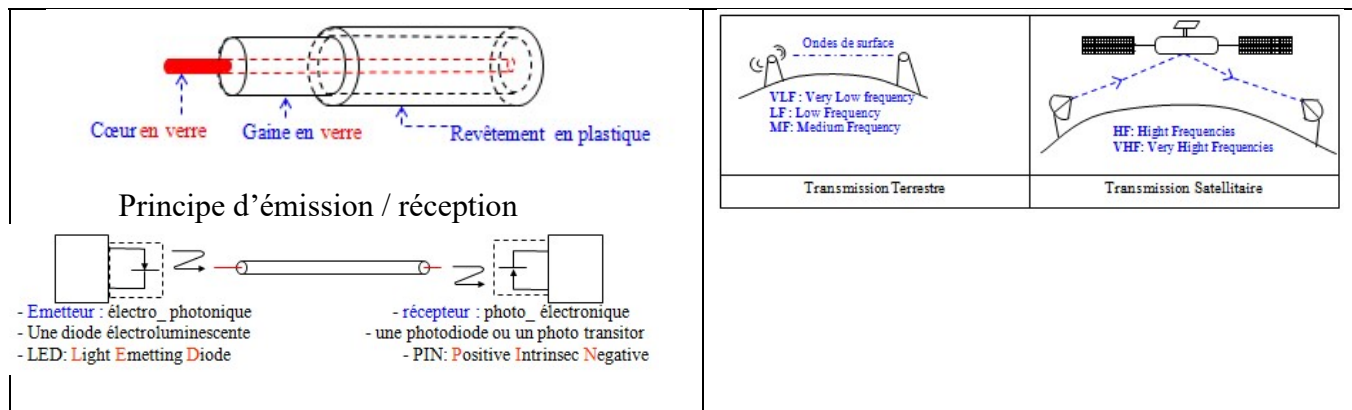 Cœur en verre
Gaine en verre
Revêtement en plastique
Principe d'émission / réception
- Emetteur : électro_ photonique
- Une diode électroluminescente
- LED: Light Emetting Diode
- récepteur : photo_ électronique
- une photodiode ou un photo transitor
- PIN: Positive Intrinsec Negative
Ondes de surface
VLF : Very Low frequency
LF : Low Frequency
MF: Medium Frequency
Transmission Terrestre
HF: Hight Frequencies
VHF: Very Hight Frequencies
Transmission Satellitaire